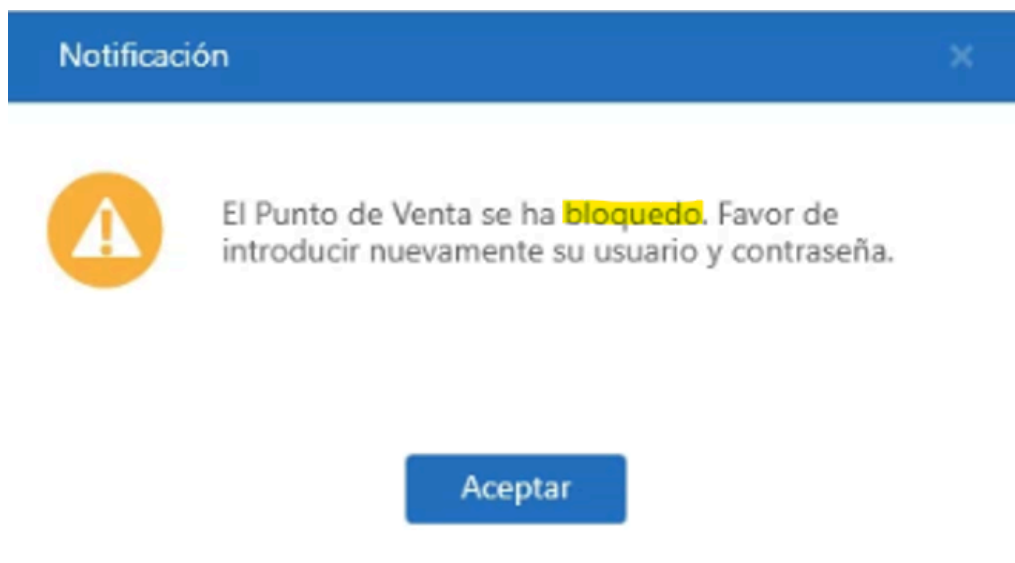 Notificación
El Punto de Venta se ha bloquedo. Favor de
introducir nuevamente su usuario y contraseña.
Aceptar